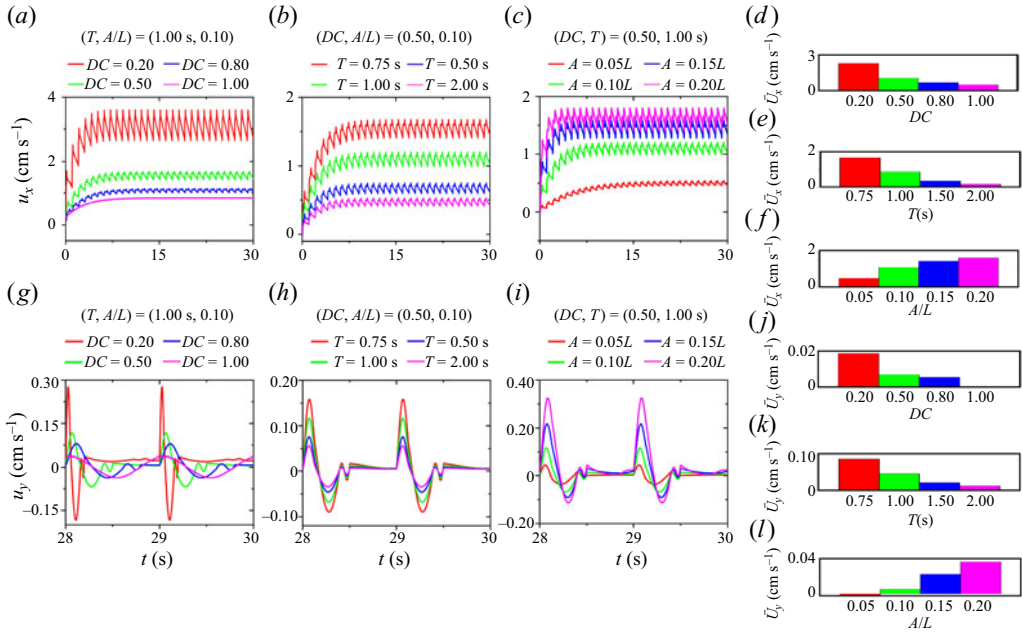 (a)
(T, A/L) = (1.00 s, 0.10)
DC = 0.20 DC = 0.80
DC = 0.50 DC = 1.00
4
2
0
uₓ (cm s⁻¹)
0 15 30
(b)
(DC, A/L) = (0.50, 0.10)
T = 0.75 s T = 0.50 s
T = 1.00 s T = 2.00 s
2
1
0
0 15 30
(c)
(DC, T) = (0.50, 1.00 s)
A = 0.05L A = 0.15L
A = 0.10L A = 0.20L
2
1
0
0 15 30
(d)
3
0
Ūₓ (cm s⁻¹)
0.20 0.50 0.80 1.00
DC
(e)
2
0
Ūₓ (cm s⁻¹)
0.75 1.00 0.50 2.00
T(s)
(f)
2
0
Ūₓ (cm s⁻¹)
0.05 0.10 0.15 0.20
A/L
(g)
(T, A/L) = (1.00 s, 0.10)
DC = 0.20 DC = 0.80
DC = 0.50 DC = 1.00
0.30
0.15
0
−0.15
u_y (cm s⁻¹)
28 29 30
t (s)
(h)
(DC, A/L) = (0.50, 0.10)
T = 0.75 s T = 0.50 s
T = 1.00 s T = 2.00 s
0.20
0.10
0
−0.10
28 29 30
t (s)
(i)
(DC, T) = (0.50, 1.00 s)
A = 0.05L A = 0.15L
A = 0.10L A = 0.20L
0.40
0.20
0
−0.20
28 29 30
t (s)
(j)
0.02
0
Ū_y (cm s⁻¹)
0.20 0.50 0.80 1.00
DC
(k)
0.10
0
Ū_y (cm s⁻¹)
0.75 1.00 0.50 2.00
T(s)
(l)
0.04
0
Ū_y (cm s⁻¹)
0.05 0.10 0.15 0.20
A/L